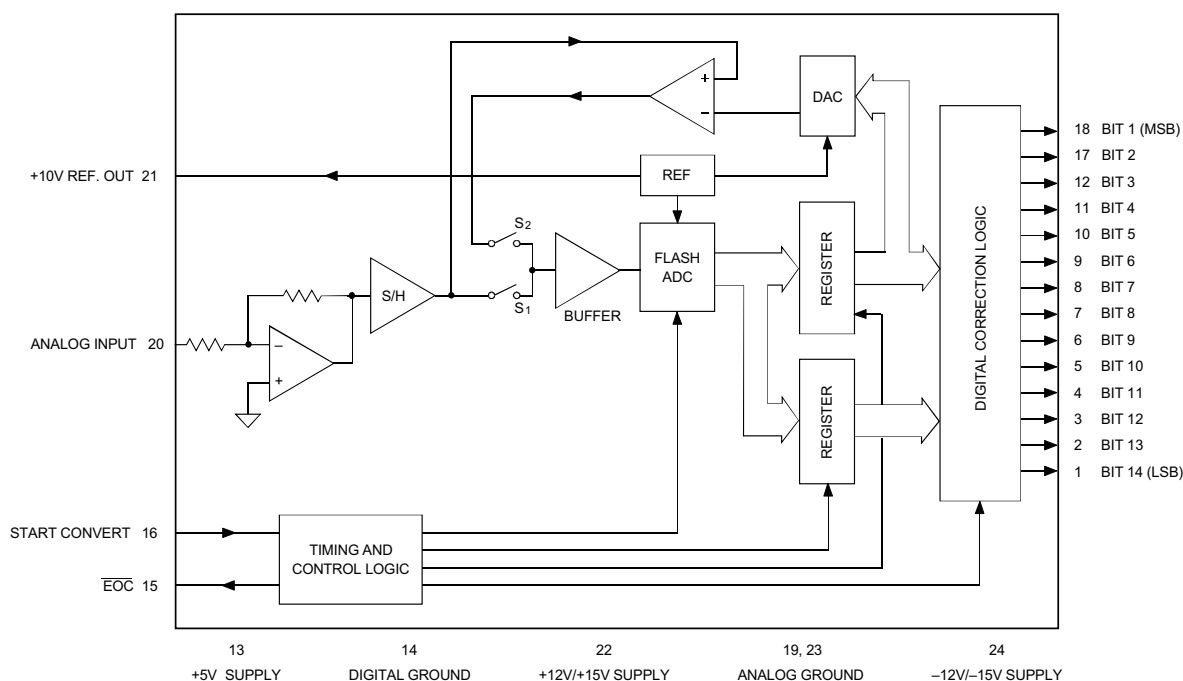 +
−
DAC
18 BIT 1 (MSB)
17 BIT 2
+10V REF. OUT 21
REF
12 BIT 3
11 BIT 4
S2
10 BIT 5
FLASH
ADC
REGISTER
9 BIT 6
S/H
S1
8 BIT 7
BUFFER
7 BIT 8
ANALOG INPUT 20
−
+
DIGITAL CORRECTION LOGIC
6 BIT 9
5 BIT 10
4 BIT 11
REGISTER
3 BIT 12
2 BIT 13
1 BIT 14 (LSB)
START CONVERT 16
TIMING AND
CONTROL LOGIC
EOC 15
13 14 22 19, 23 24
+5V SUPPLY DIGITAL GROUND +12V/+15V SUPPLY ANALOG GROUND –12V/–15V SUPPLY